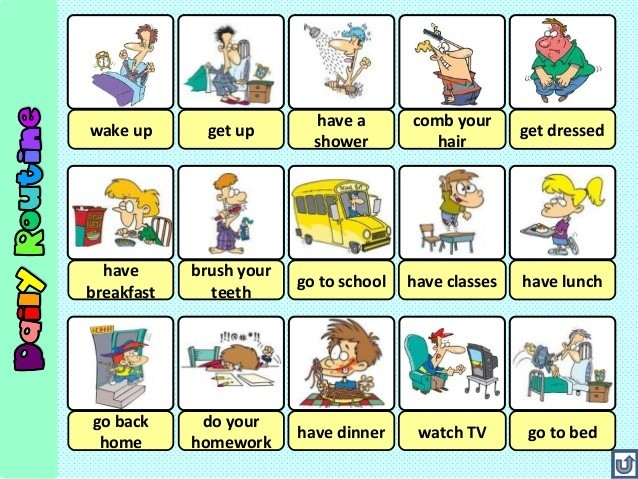 Daily Routine
wake up
get up
have a
shower
comb your
hair
get dressed
have
breakfast
brush your
teeth
go to school
have classes
have lunch
go back
home
!!!@*!!
do your
homework
have dinner
watch TV
go to bed